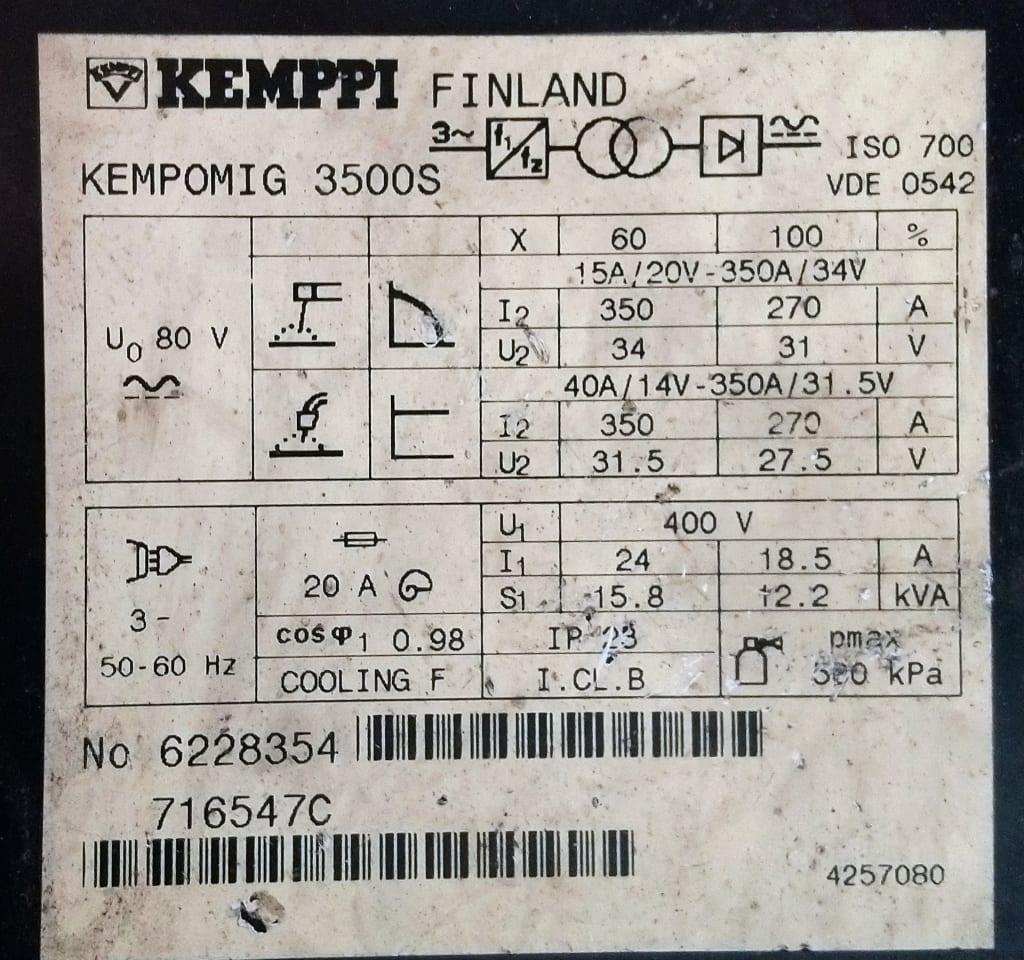 KEMPPI FINLAND
3~ f1 f2
KEMPOMIG 3500S
ISO 700
VDE 0542
X 60 100 %
15A/20V-350A/34V
U0 80 V
I2 350 270 A
U2 34 31 V
40A/14V-350A/31.5V
I2 350 270 A
U2 31.5 27.5 V
U1 400 V
I1 24 18.5 A
20 A
S1 15.8 12.2 kVA
3~
50-60 Hz
cosφ1 0.98
IP 23
pmax
COOLING F
I.CL.B
kPa
No 6228354
716547C
4257080